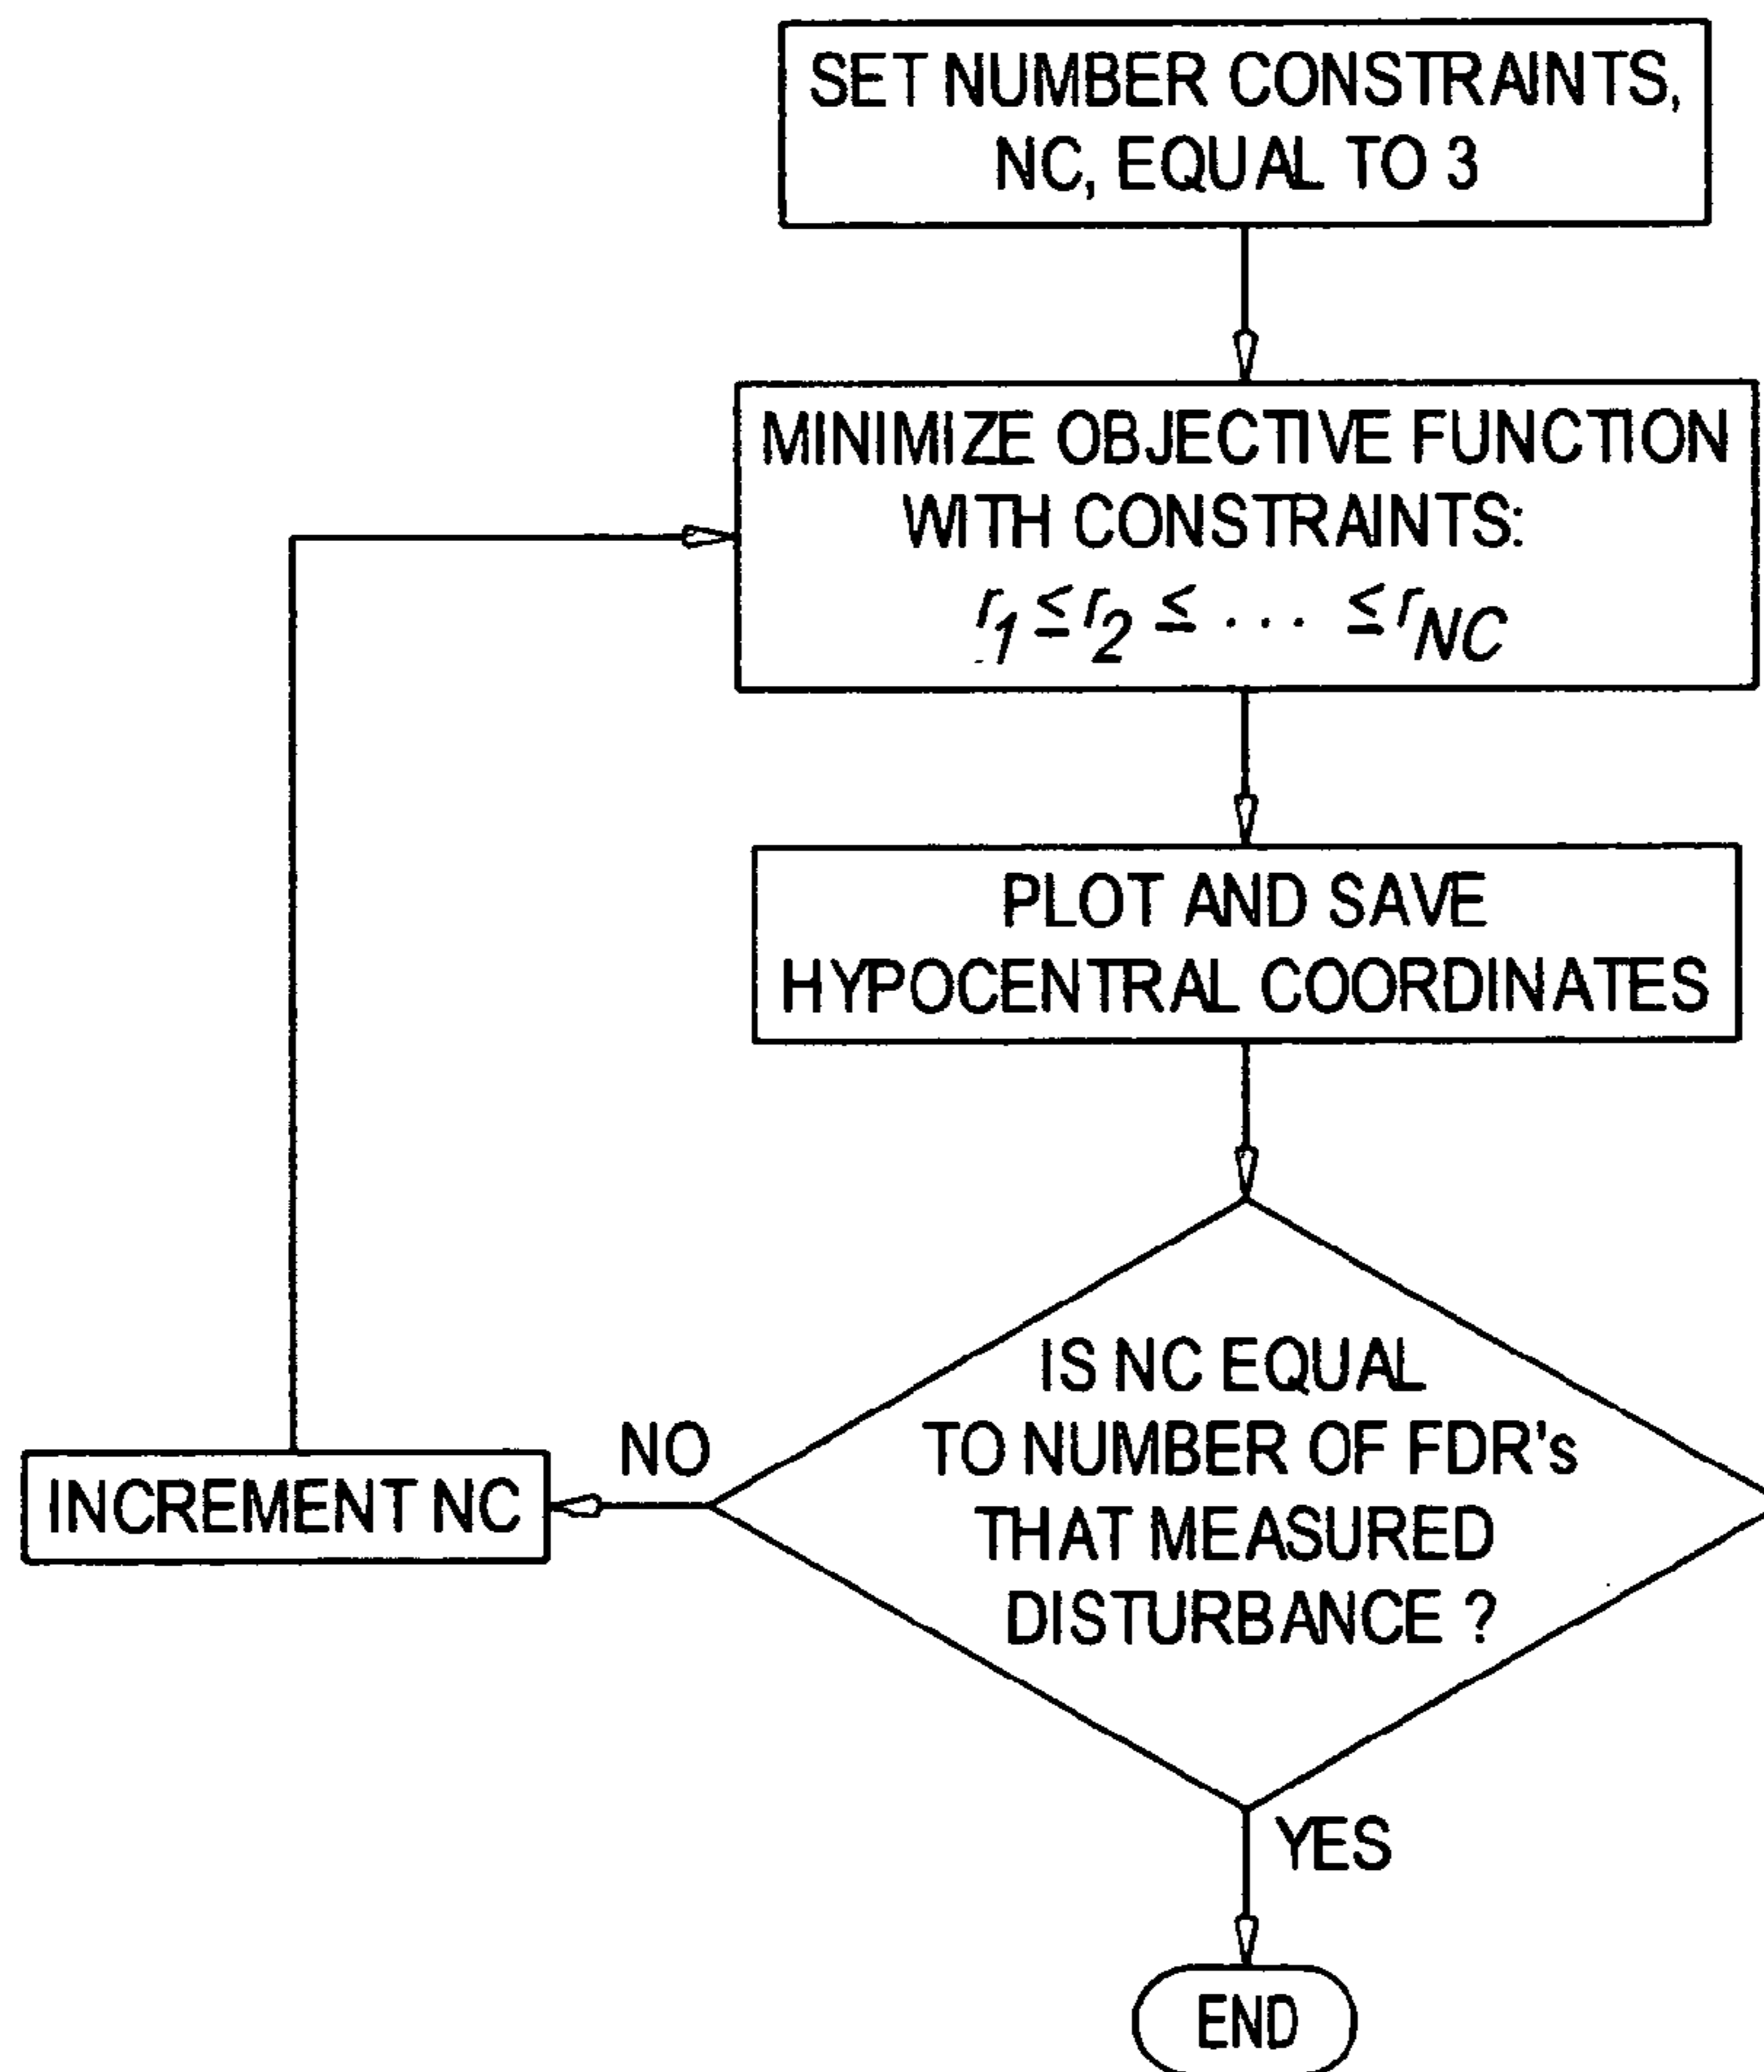 SET NUMBER CONSTRAINTS,
NC, EQUAL TO 3
MINIMIZE OBJECTIVE FUNCTION
WITH CONSTRAINTS:
r1 ≤ r2 ≤ ... ≤ rNC
PLOT AND SAVE
HYPOCENTRAL COORDINATES
IS NC EQUAL
TO NUMBER OF FDR's
THAT MEASURED
DISTURBANCE ?
NO
INCREMENT NC
YES
END